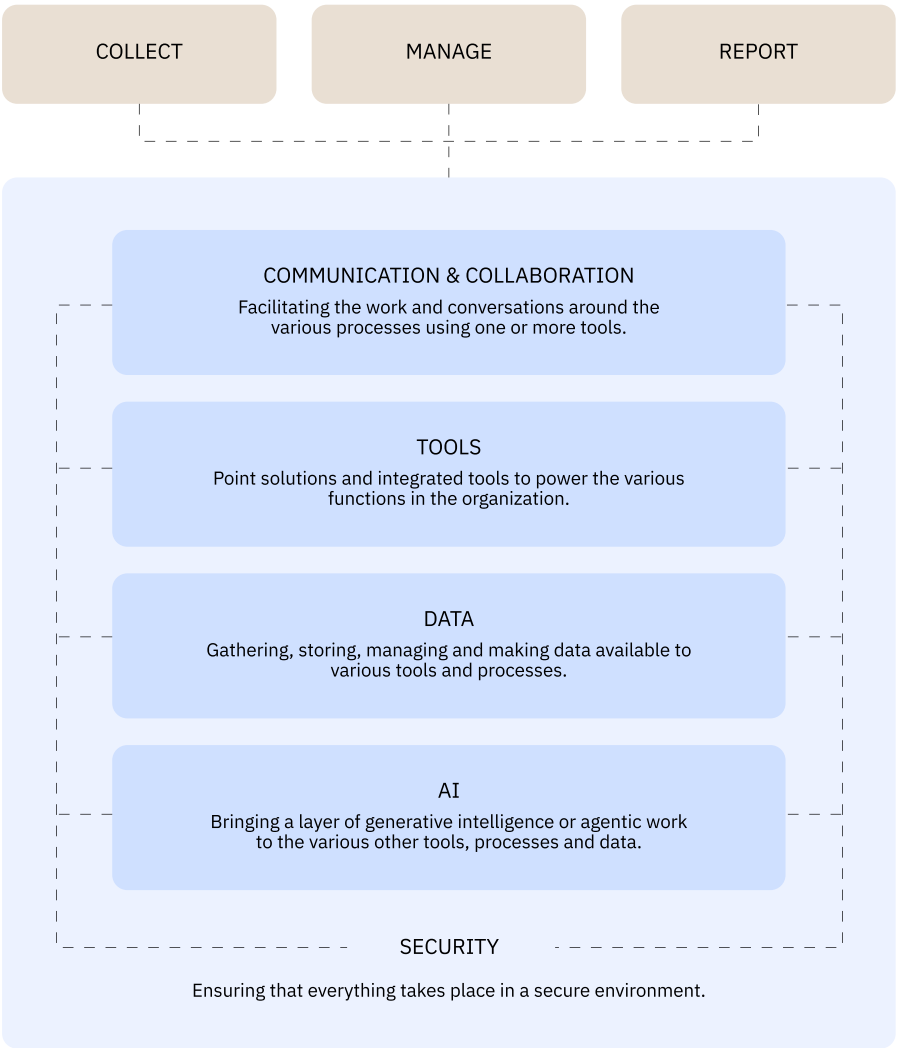 COLLECT
MANAGE
REPORT
COMMUNICATION & COLLABORATION
Facilitating the work and conversations around the
various processes using one or more tools.
TOOLS
Point solutions and integrated tools to power the various
functions in the organization.
DATA
Gathering, storing, managing and making data available to
various tools and processes.
AI
Bringing a layer of generative intelligence or agentic work
to the various other tools, processes and data.
SECURITY
Ensuring that everything takes place in a secure environment.